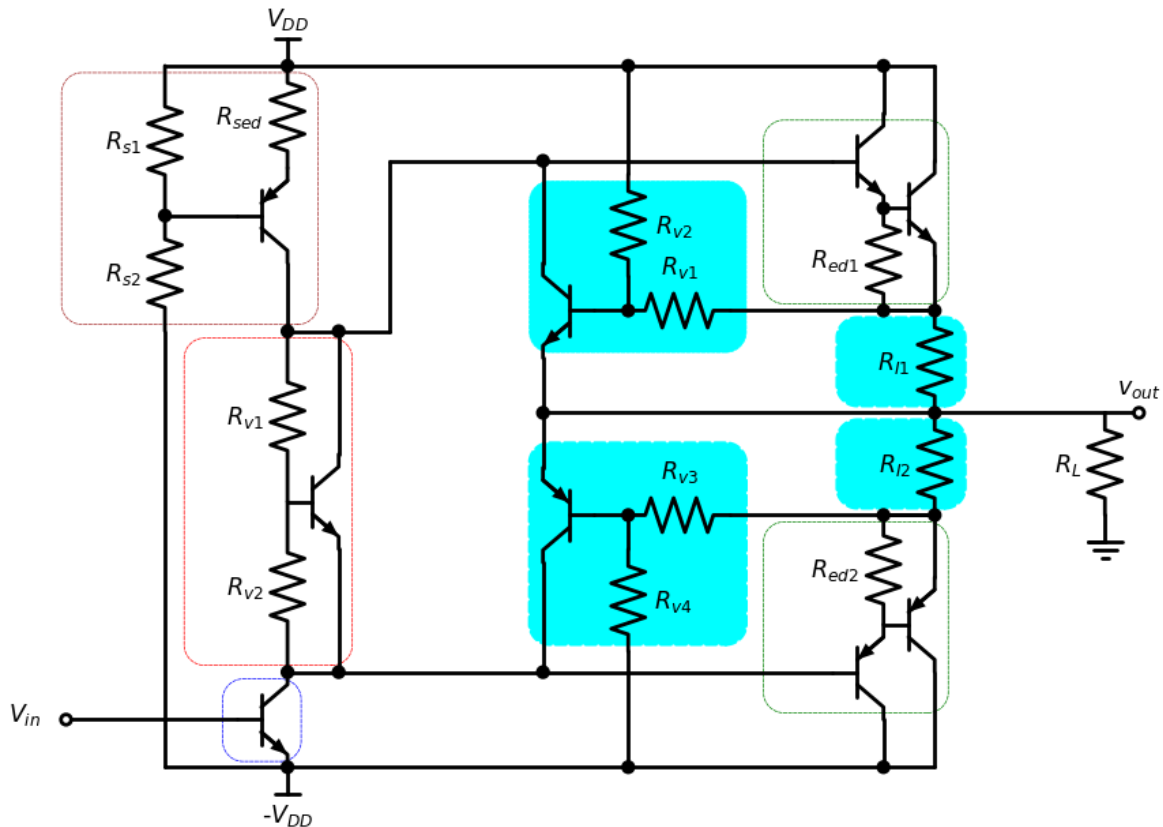 V_DD
R_s1
R_sed
R_s2
R_v2
R_v1
R_ed1
R_l1
v_out
R_v1
R_L
R_v3
R_l2
R_v2
R_v4
R_ed2
V_in
-V_DD